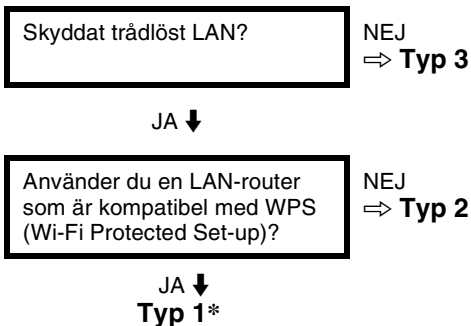 Skyddat trådlöst LAN?
NEJ
⇨ Typ 3
JA ⬇
Använder du en LAN-router
som är kompatibel med WPS
(Wi-Fi Protected Set-up)?
NEJ
⇨ Typ 2
JA ⬇
Typ 1*